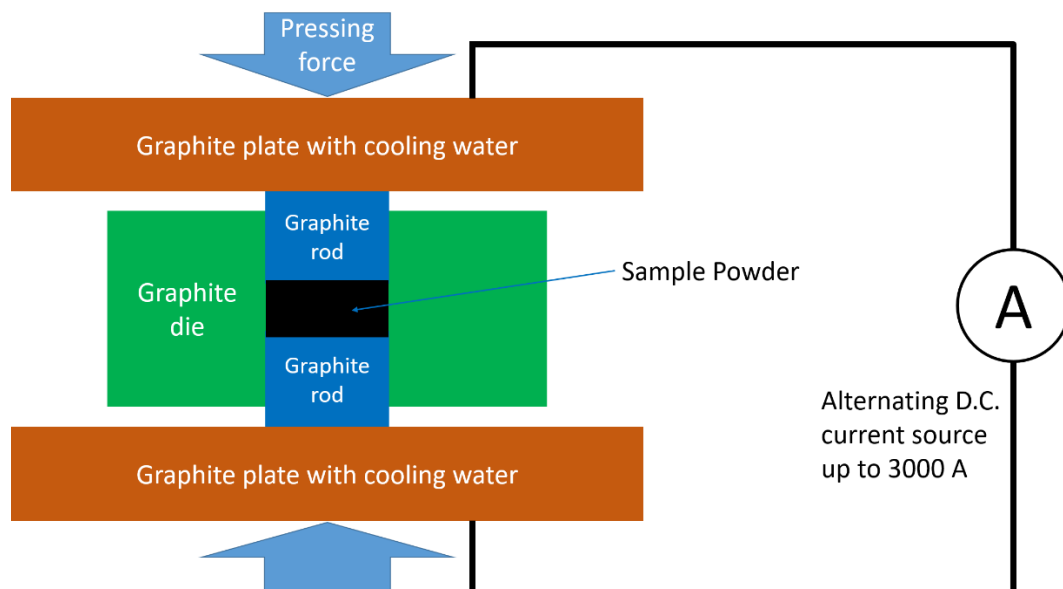 Pressing
force
Graphite plate with cooling water
Graphite
rod
Sample Powder
Graphite
die
A
Graphite
rod
Alternating D.C.
current source
up to 3000 A
Graphite plate with cooling water